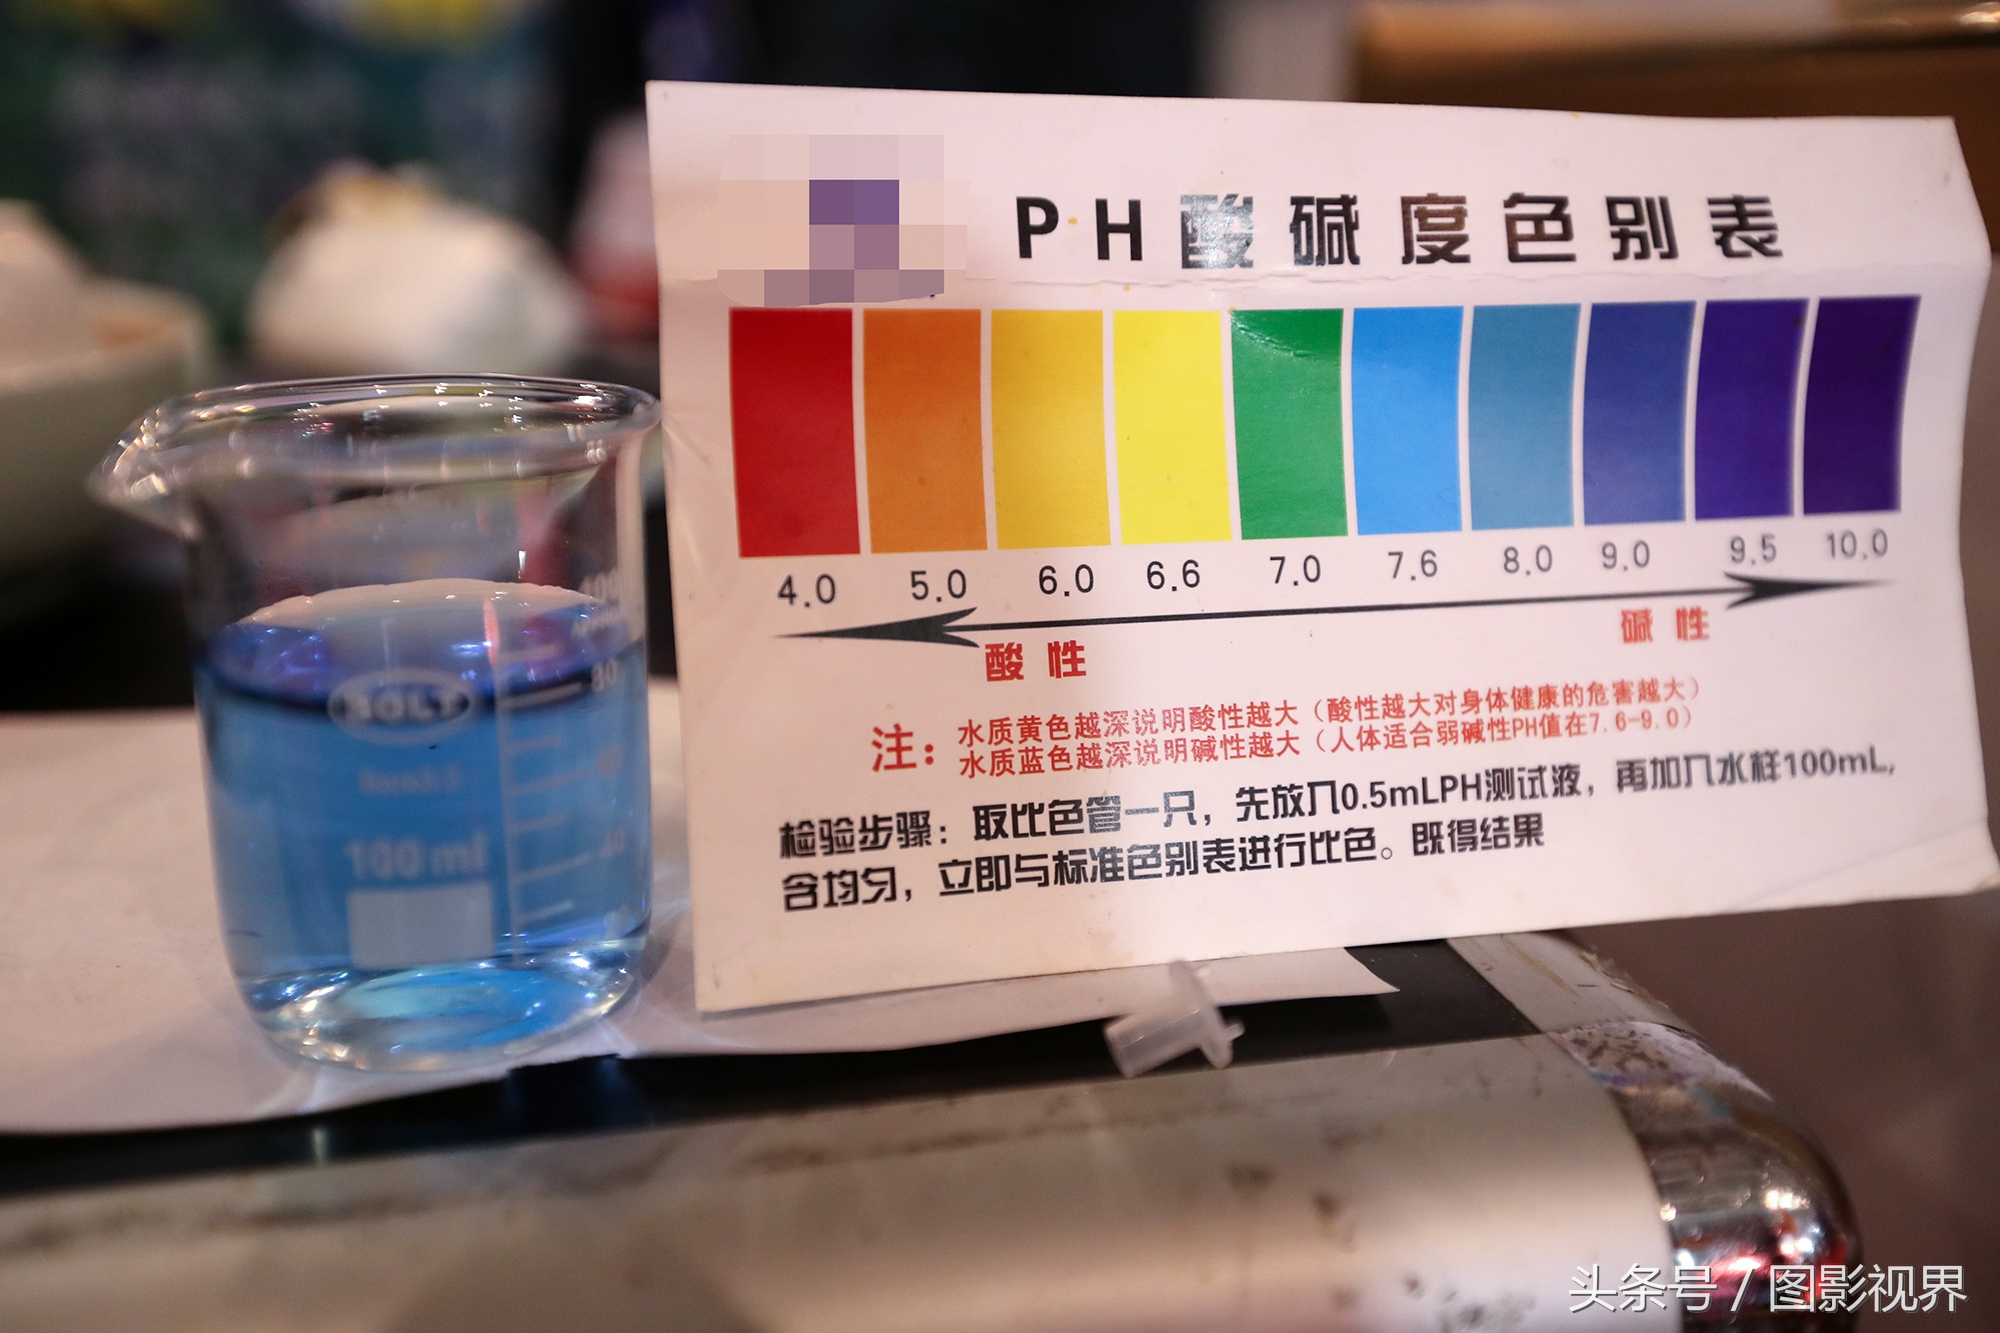 PH酸碱度色别表
4.0 5.0 6.0 6.6 7.0 7.6 8.0 9.0 9.5 10.0
酸性
碱性
注：
水质黄色越深说明酸性越大（酸性越大对身体健康的危害越大）
水质蓝色越深说明碱性越大（人体适合弱碱性PH值在7.6-9.0）
检验步骤：取比色管一只，先放入0.5mLPH测试液，再加入水样100mL,
含均匀，立即与标准色别表进行比色。既得结果
100
80
BOLT
60
100ml
40
头条号 / 图影视界